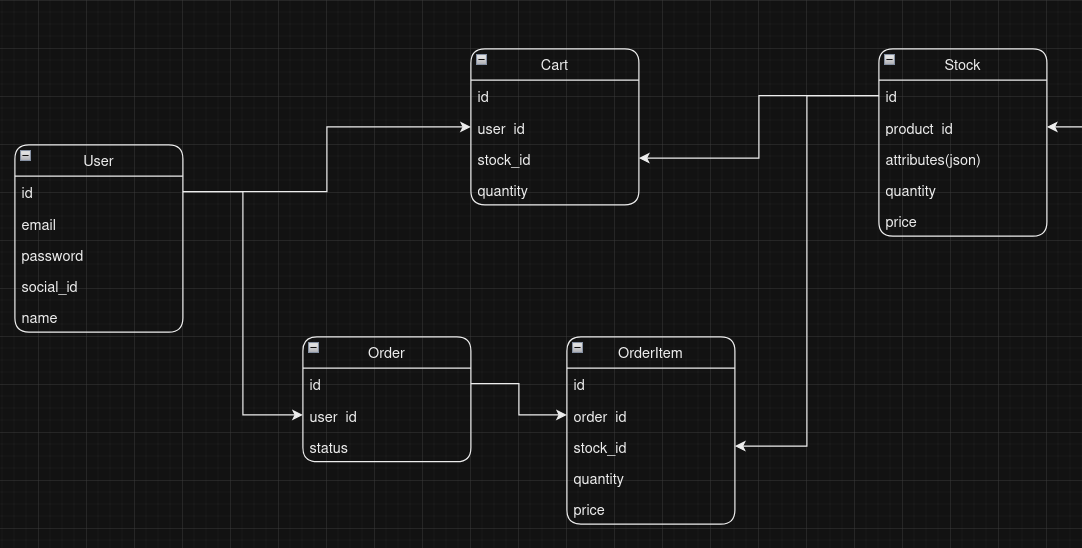 Cart
id
user_id
stock_id
quantity
Stock
id
product_id
attributes(json)
quantity
price
User
id
email
password
social_id
name
Order
id
user_id
status
OrderItem
id
order_id
stock_id
quantity
price